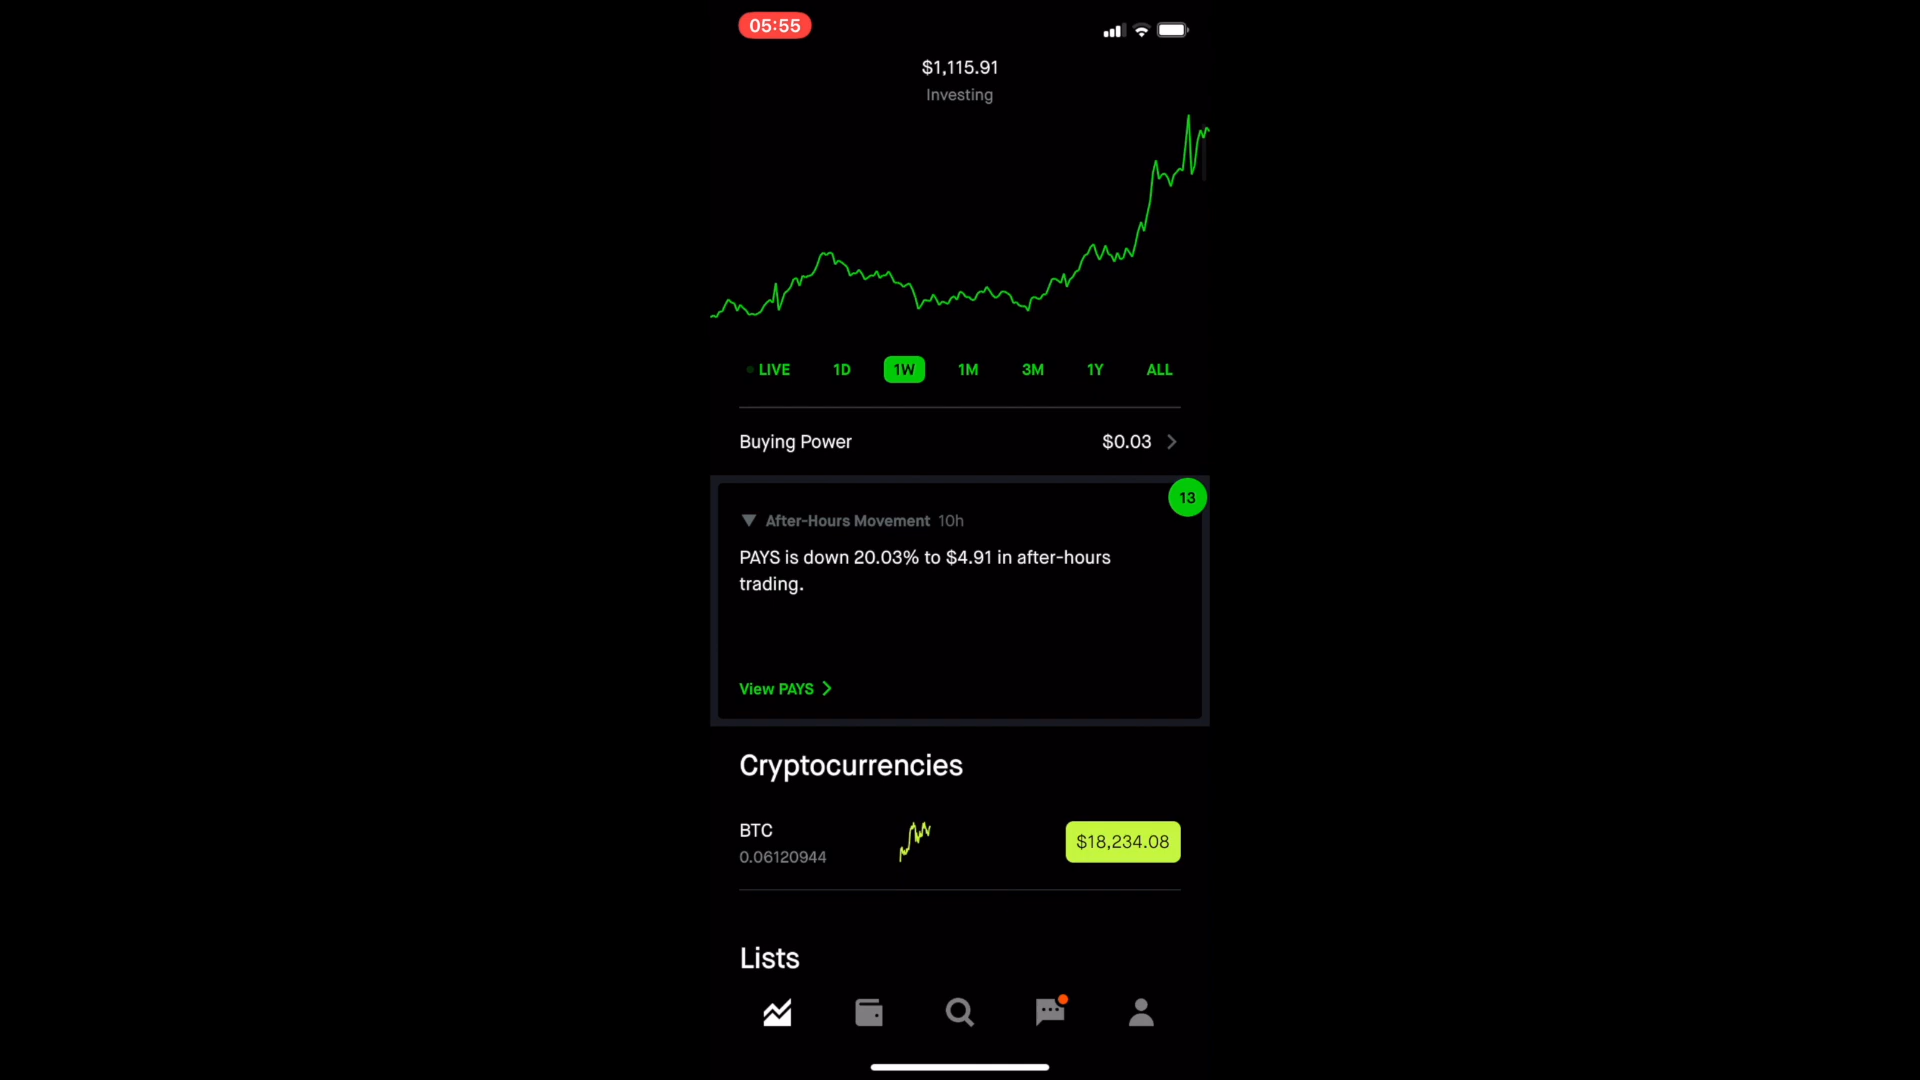 05:55
$1,115.91
Investing
LIVE 1D 1W 1M 3M 1Y ALL
Buying Power $0.03
13
After-Hours Movement 10h
PAYS is down 20.03% to $4.91 in after-hours
trading.
View PAYS
Cryptocurrencies
BTC
0.06120944
$18,234.08
Lists